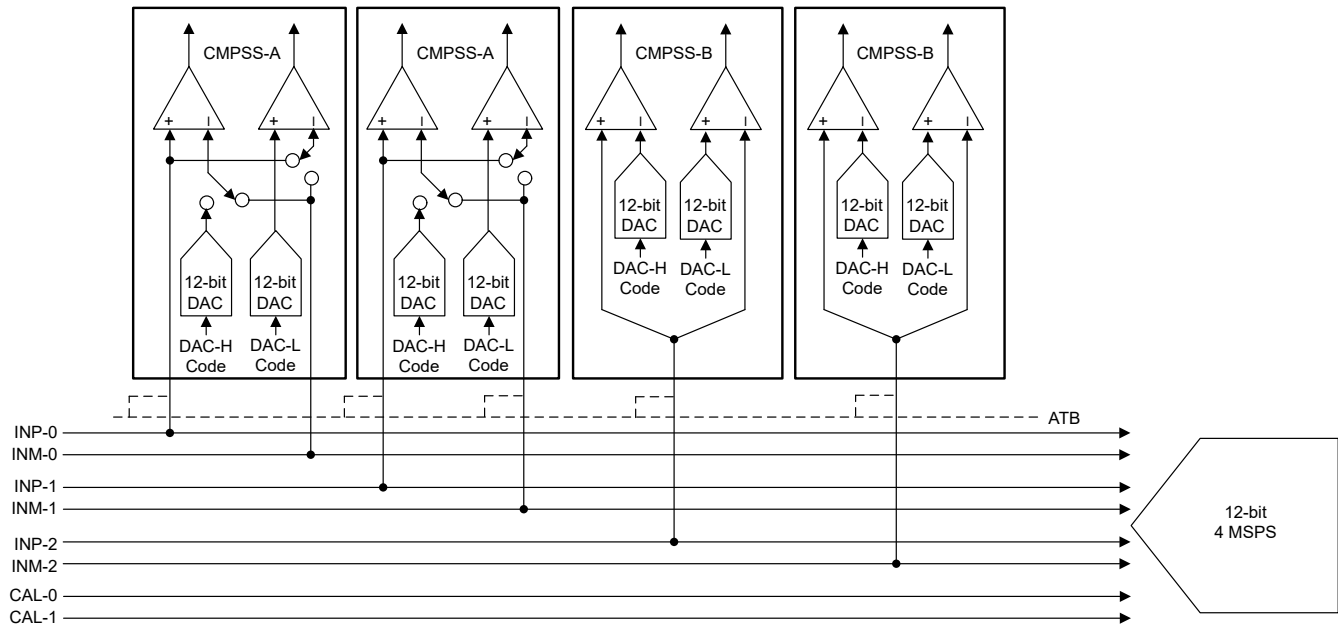 CMPSS-A
CMPSS-A
CMPSS-B
CMPSS-B
+ – + –
+ – + –
+ – + –
+ – + –
12-bit DAC
12-bit DAC
DAC-H Code
DAC-L Code
12-bit DAC
12-bit DAC
DAC-H Code
DAC-L Code
12-bit DAC
12-bit DAC
DAC-H Code
DAC-L Code
12-bit DAC
12-bit DAC
DAC-H Code
DAC-L Code
ATB
INP-0
INM-0
INP-1
INM-1
INP-2
INM-2
CAL-0
CAL-1
12-bit
4 MSPS